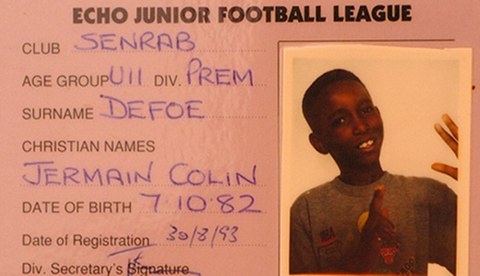 ECHO JUNIOR FOOTBALL LEAGUE
CLUB SENRAB
AGE GROUP U11 DIV. PREM
SURNAME DEFOE
CHRISTIAN NAMES
JERMAIN COLIN
DATE OF BIRTH 7·10·82
Date of Registration 30/8/93
Div. Secretary's Signature